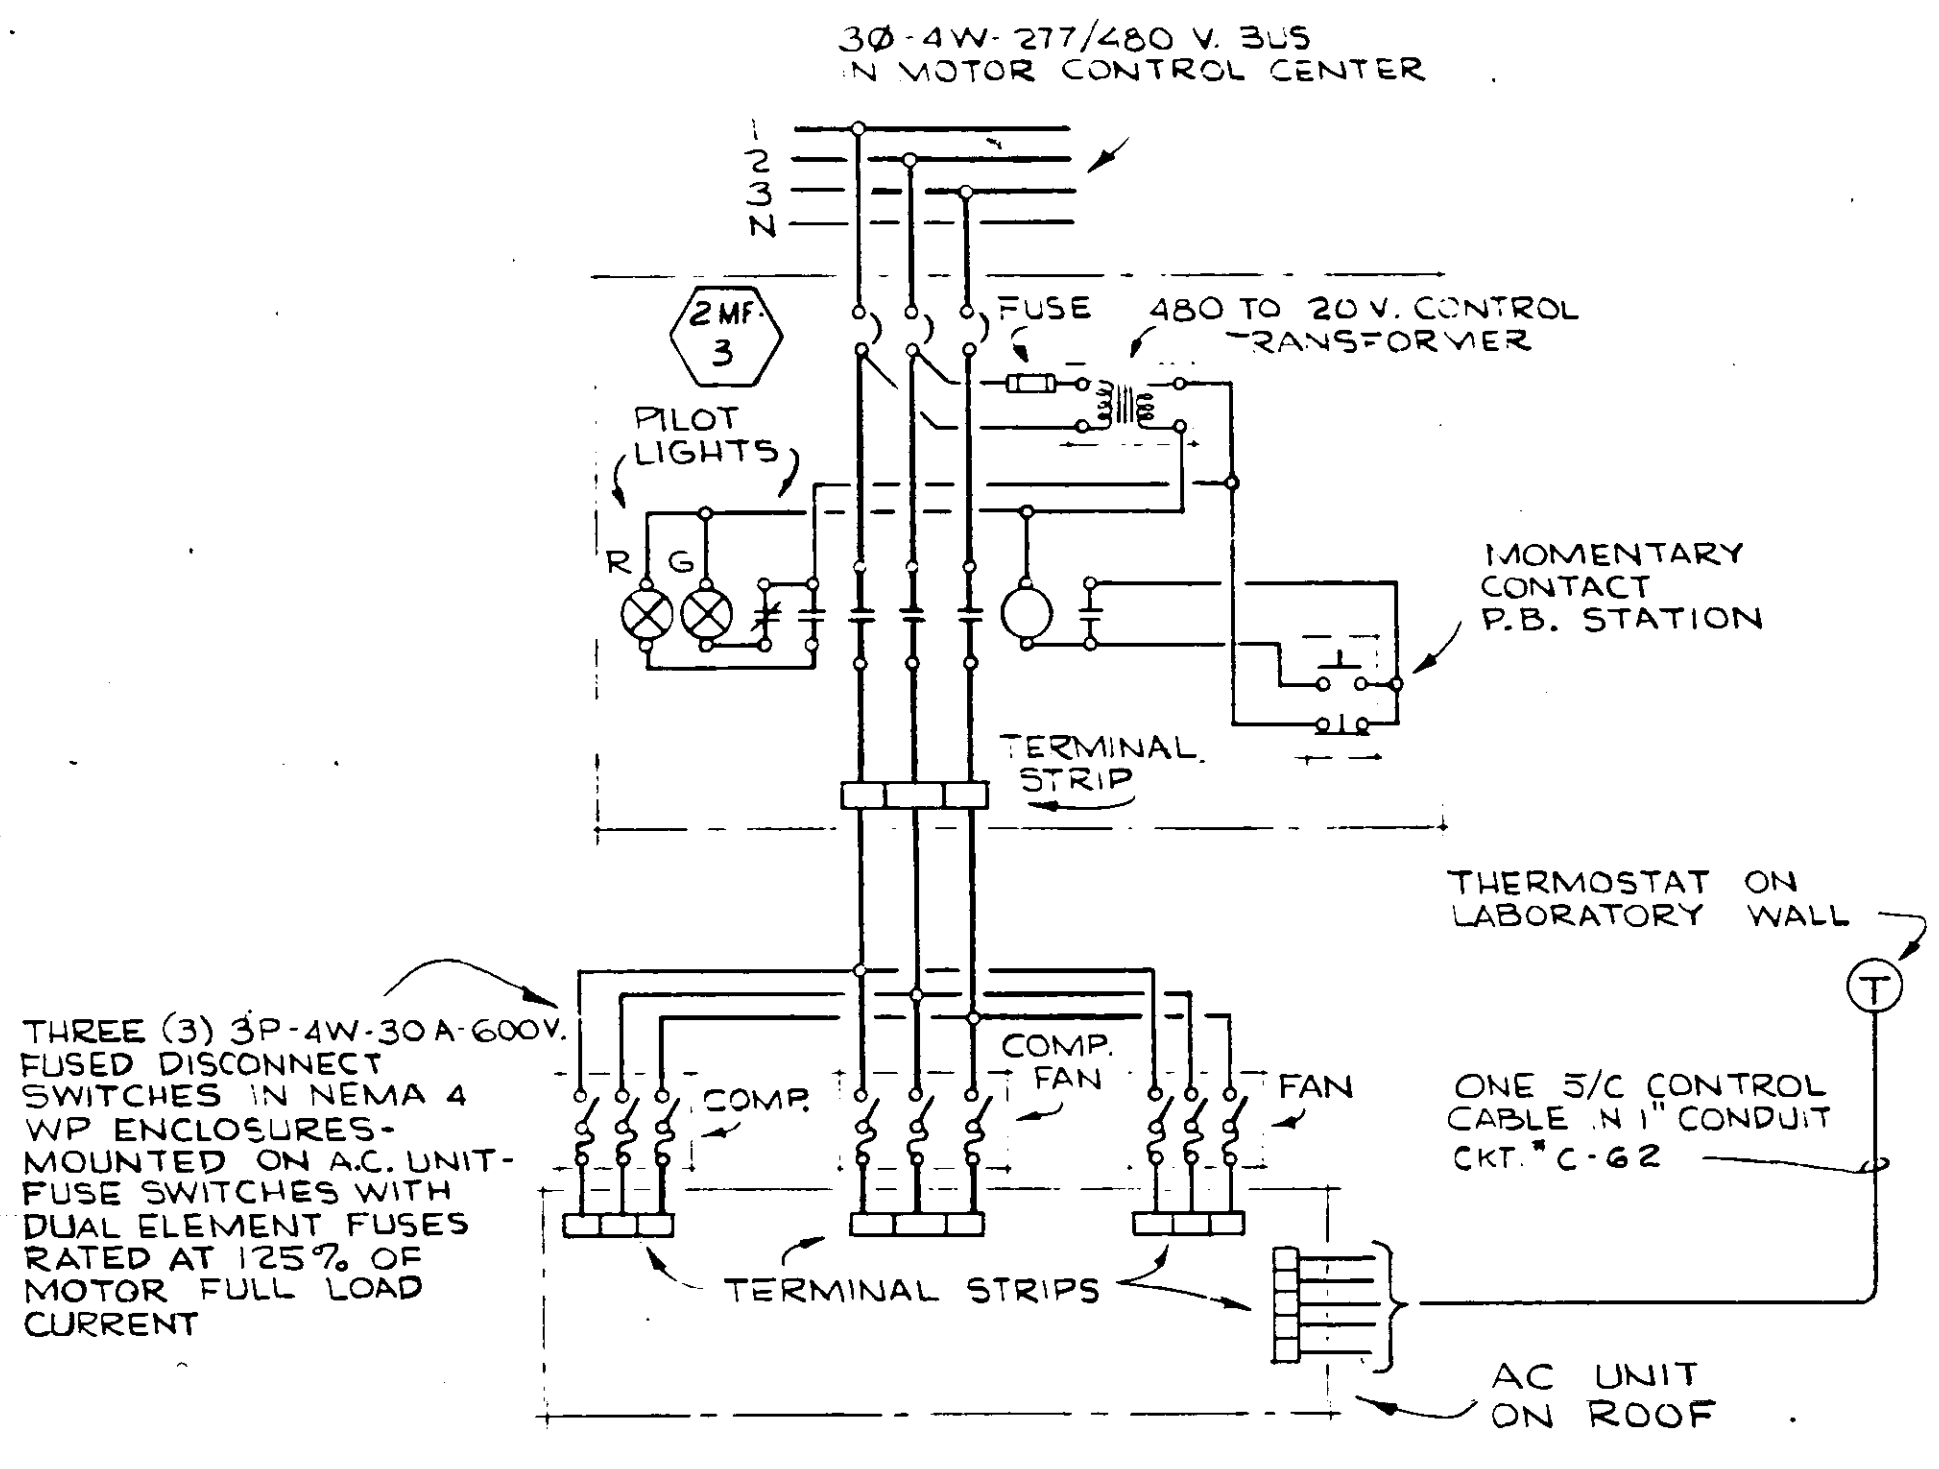 3Ø-4W-277/480 V. BUS
IN MOTOR CONTROL CENTER
1
2
3
N
2MF-
3
FUSE
480 TO 120 V. CONTROL
TRANSFORMER
PILOT
LIGHTS
R
G
MOMENTARY
CONTACT
P.B. STATION
TERMINAL
STRIP
THERMOSTAT ON
LABORATORY WALL
T
THREE (3) 3P-4W-30A-600V.
FUSED DISCONNECT
SWITCHES IN NEMA 4
WP ENCLOSURES-
MOUNTED ON A.C. UNIT-
FUSE SWITCHES WITH
DUAL ELEMENT FUSES
RATED AT 125% OF
MOTOR FULL LOAD
CURRENT
COMP.
COMP.
FAN
FAN
ONE 5/C CONTROL
CABLE IN 1" CONDUIT
CKT. # C-62
TERMINAL STRIPS
AC UNIT
ON ROOF